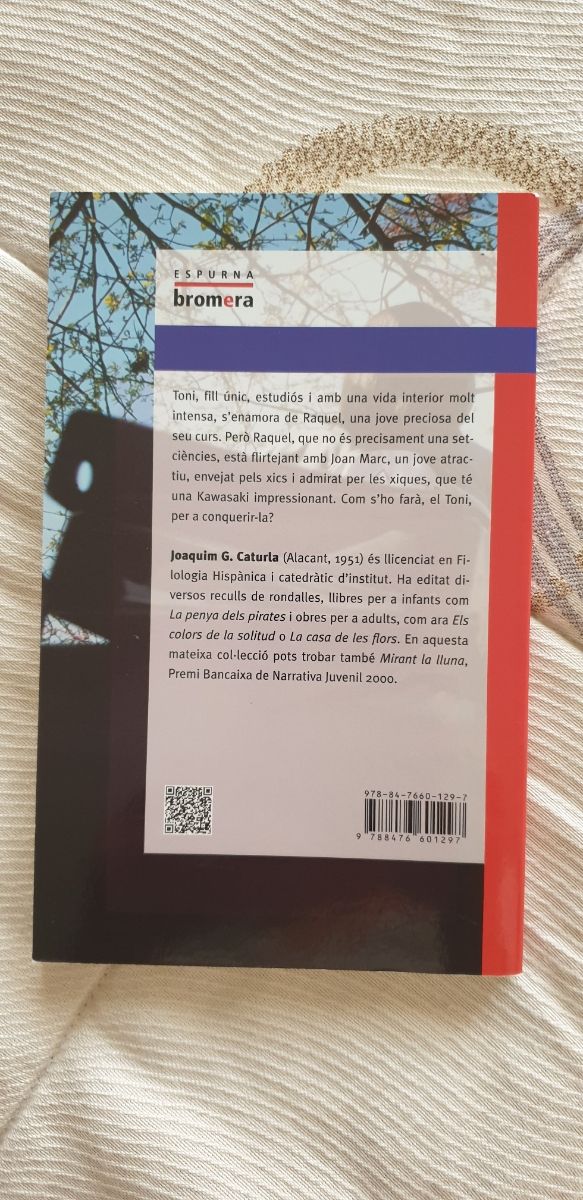 ESPURNA
bromera
Toni, fill únic, estudiós i amb una vida interior molt
intensa, s'enamora de Raquel, una jove preciosa del
seu curs. Però Raquel, que no és precisament una set-
ciències, està flirtejant amb Joan Marc, un jove atrac-
tiu, envejat pels xics i admirat per les xiques, que té
una Kawasaki impressionant. Com s'ho farà, el Toni,
per a conquerir-la?
Joaquim G. Caturla (Alacant, 1951) és llicenciat en Fi-
lologia Hispànica i catedràtic d'institut. Ha editat di-
versos reculls de rondalles, llibres per a infants com
La penya dels pirates i obres per a adults, com ara Els
colors de la solitud o La casa de les flors. En aquesta
mateixa col·lecció pots trobar també Mirant la lluna,
Premi Bancaixa de Narrativa Juvenil 2000.
978-84-7660-129-7
9 788476 601297